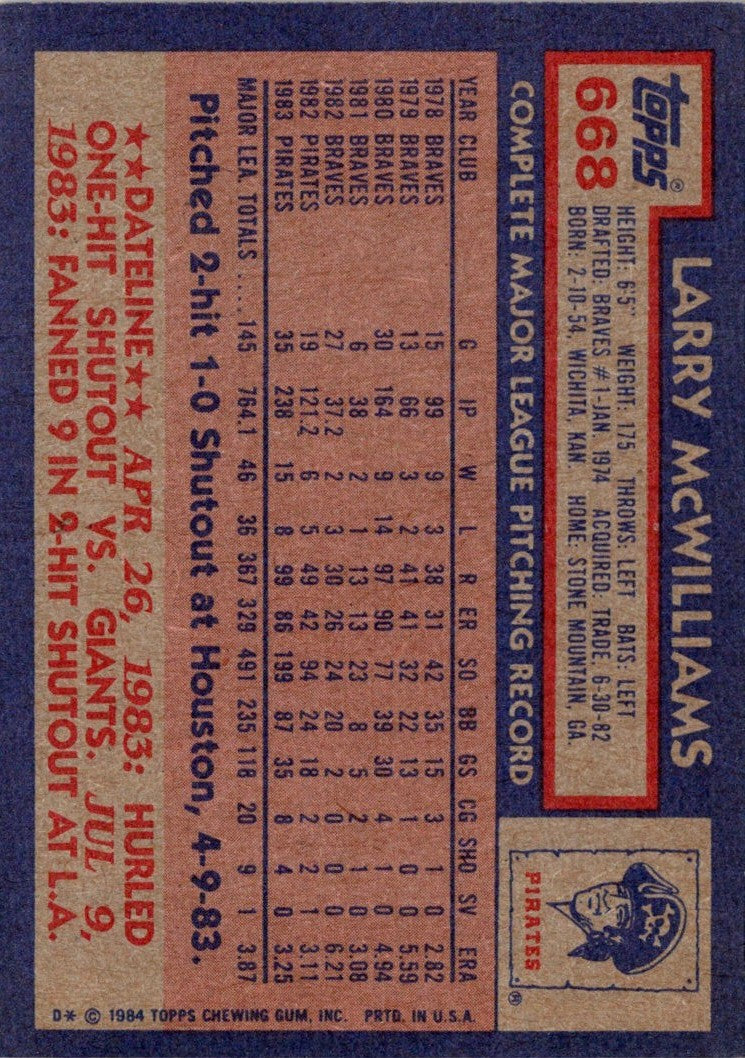 Topps®
668
LARRY McWILLIAMS
HEIGHT: 6'5" WEIGHT: 175 THROWS: LEFT BATS: LEFT
DRAFTED: BRAVES #1-JAN. 1974 ACQUIRED: TRADE, 6-30-82
BORN: 2-10-54, WICHITA, KAN. HOME: STONE MOUNTAIN, GA.
PIRATES
®
COMPLETE MAJOR LEAGUE PITCHING RECORD
YEAR CLUB G IP W L R ER SO BB GS CG SHO SV ERA
1978 BRAVES 15 99 9 3 38 31 42 35 15 3 1 0 2.82
1979 BRAVES 13 66 3 2 41 41 32 22 13 1 0 0 5.59
1980 BRAVES 30 164 9 14 97 90 77 39 30 4 1 0 4.94
1981 BRAVES 6 38 2 1 13 13 23 8 5 2 1 0 3.08
1982 BRAVES 27 37.2 2 3 30 26 24 20 2 0 0 0 6.21
1982 PIRATES 19 121.2 6 5 49 42 94 24 18 2 2 1 3.11
1983 PIRATES 35 238 15 8 99 86 199 87 35 8 4 0 3.25
MAJOR LEA. TOTALS .....145 764.1 46 36 367 329 491 235 118 20 9 1 3.87
Pitched 2-hit 1-0 Shutout at Houston, 4-9-83.
★★DATELINE★★ APR 26, 1983: HURLED
ONE-HIT SHUTOUT VS. GIANTS. JUL 9,
1983: FANNED 9 IN 2-HIT SHUTOUT AT L.A.
D* © 1984 TOPPS CHEWING GUM, INC. PRTD. IN U.S.A.